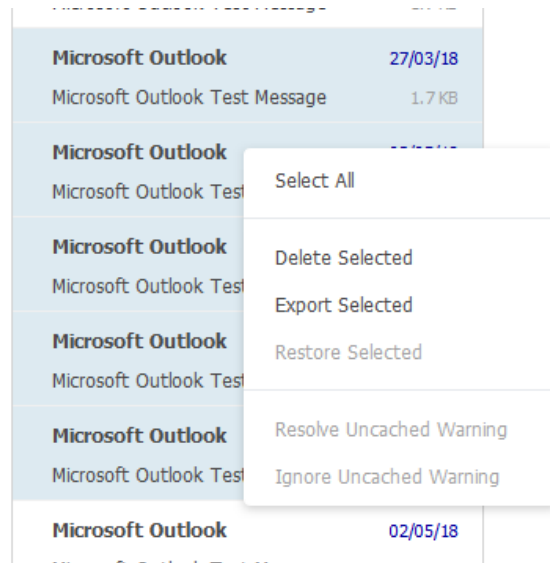 Microsoft Outlook 27/03/18
Microsoft Outlook Test Message 1.7 KB
Microsoft Outlook
Microsoft Outlook Test
Select All
Microsoft Outlook
Microsoft Outlook Test
Delete Selected
Export Selected
Microsoft Outlook
Microsoft Outlook Test
Restore Selected
Microsoft Outlook
Microsoft Outlook Test
Resolve Uncached Warning
Ignore Uncached Warning
Microsoft Outlook 02/05/18